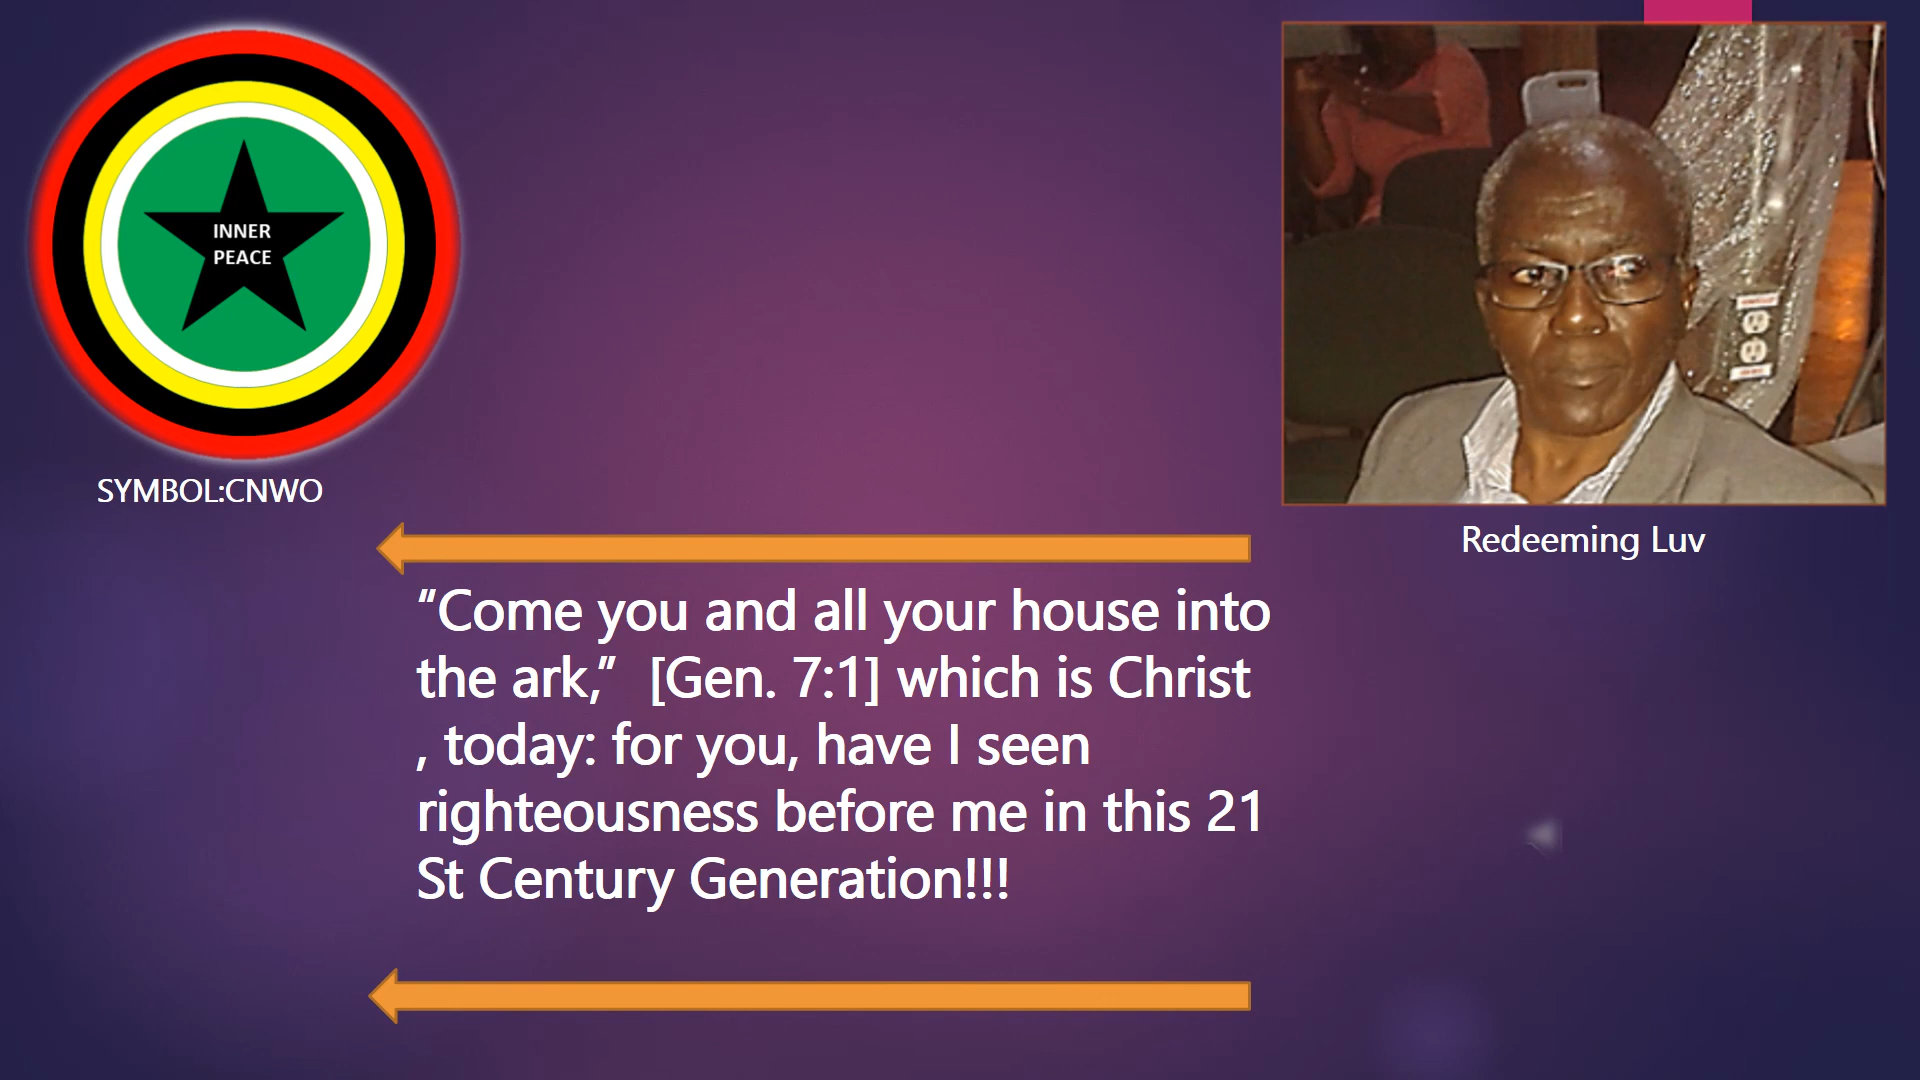 INNER
PEACE
SYMBOL:CNWO
Redeeming Luv
“Come you and all your house into
the ark,” [Gen. 7:1] which is Christ
, today: for you, have I seen
righteousness before me in this 21
St Century Generation!!!